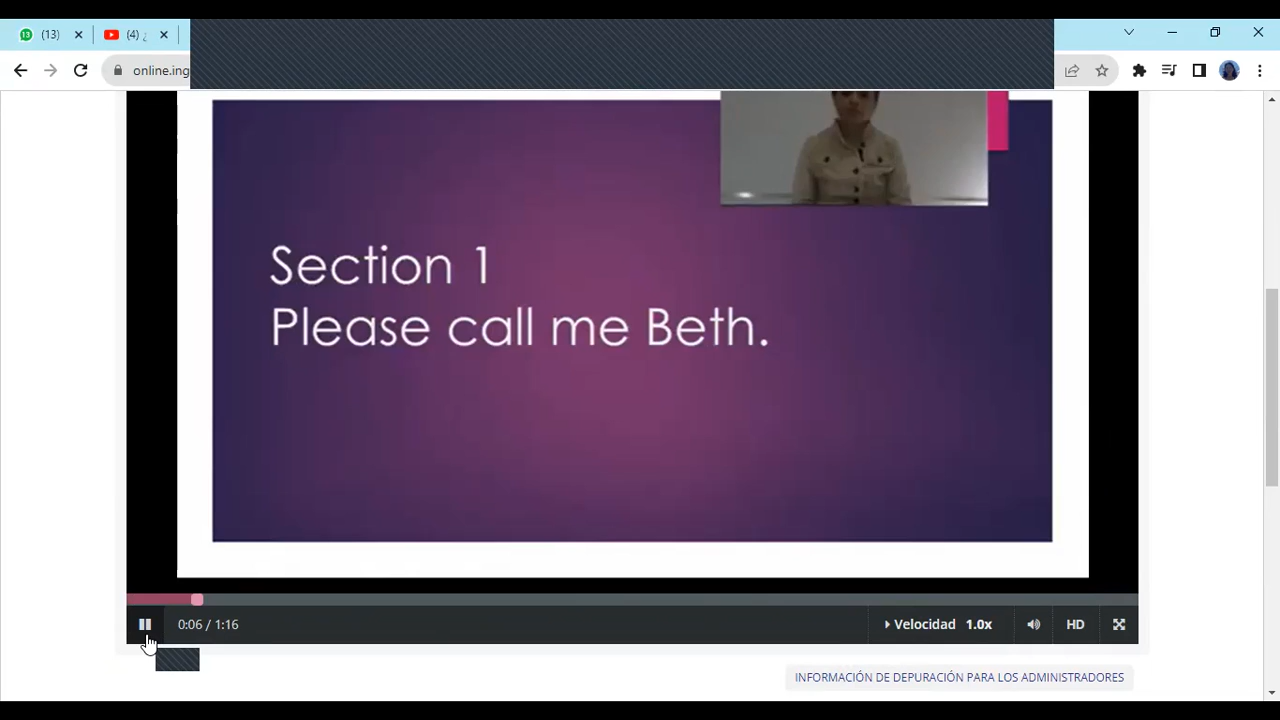 (13)
(4) ¿
online.ing
Section 1
Please call me Beth.
0:06 / 1:16
Velocidad 1.0x
HD
INFORMACIÓN DE DEPURACIÓN PARA LOS ADMINISTRADORES